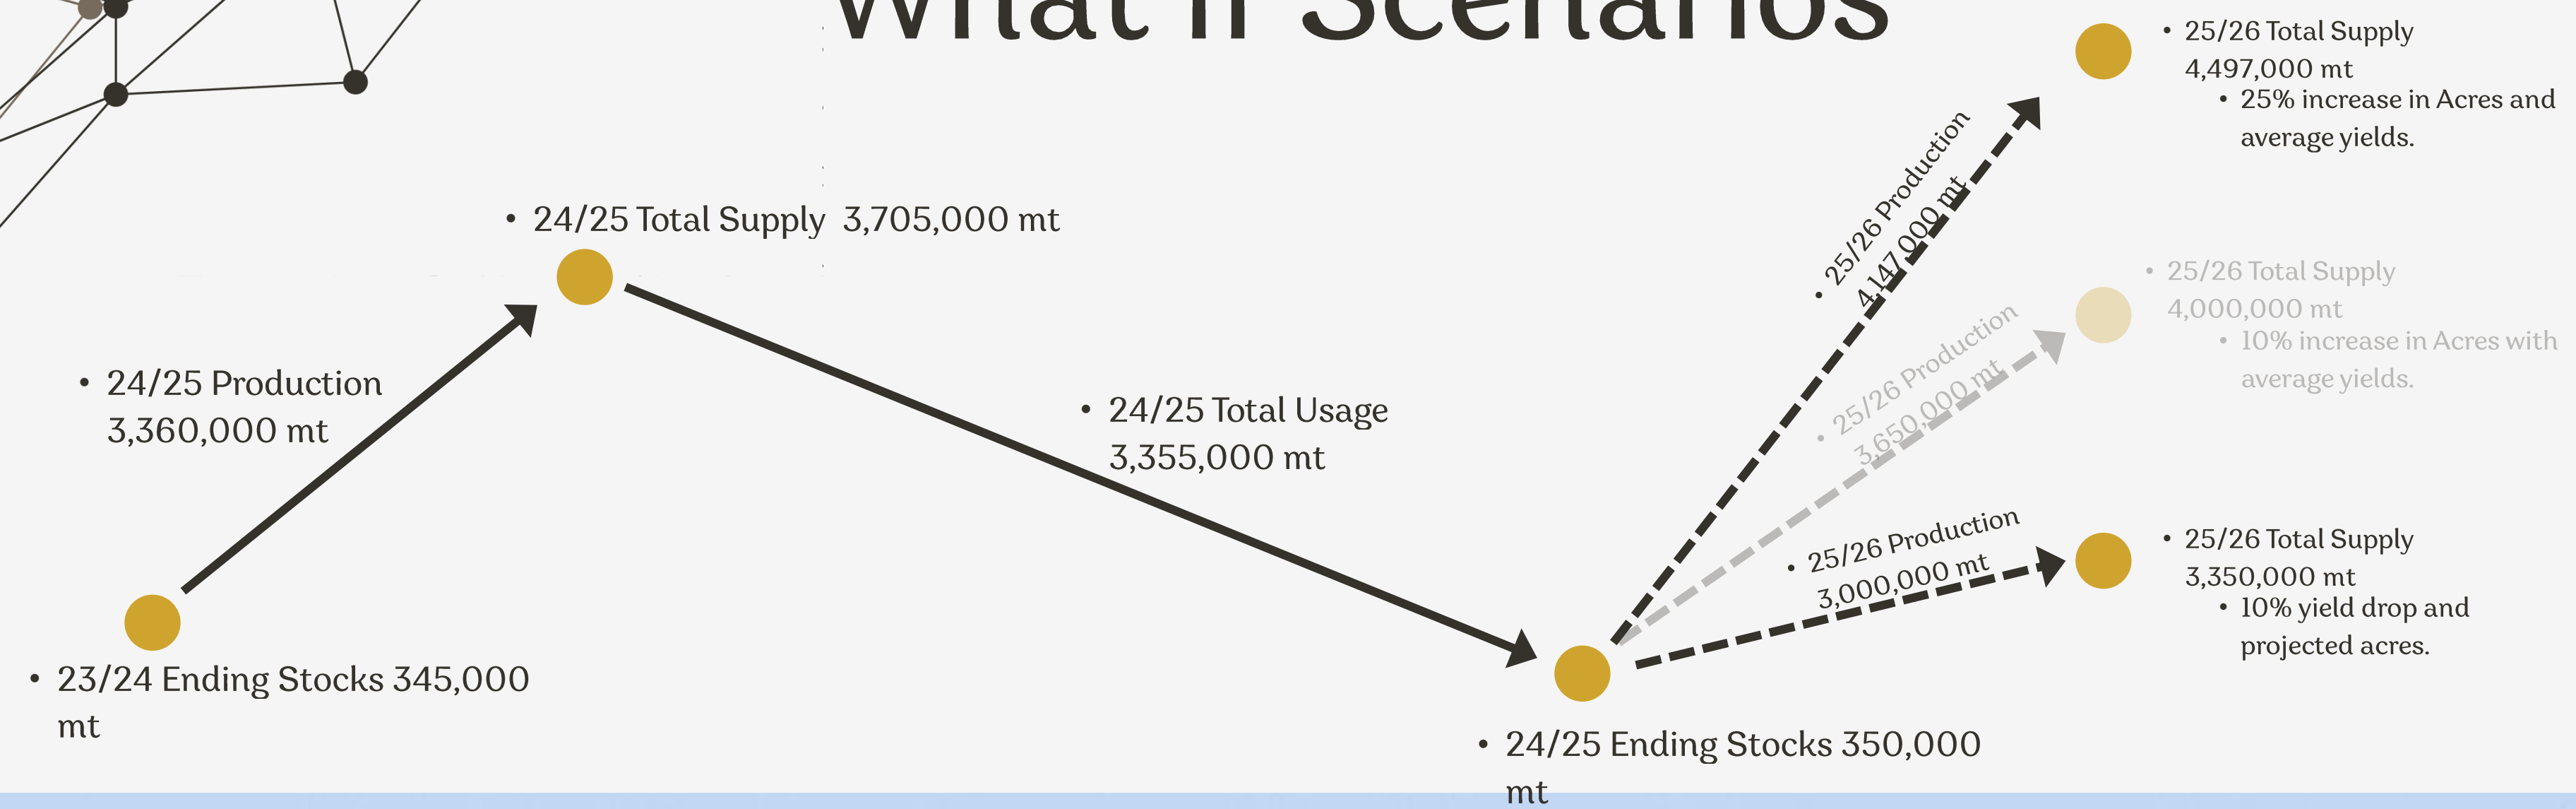 What if Scenarios
• 24/25 Total Supply 3,705,000 mt
• 24/25 Production
3,360,000 mt
• 23/24 Ending Stocks 345,000
mt
• 24/25 Total Usage
3,355,000 mt
• 24/25 Ending Stocks 350,000
mt
• 25/26 Production
4,147,000 mt
• 25/26 Production
3,650,000 mt
• 25/26 Production
3,000,000 mt
• 25/26 Total Supply
4,497,000 mt
• 25% increase in Acres and
average yields.
• 25/26 Total Supply
4,000,000 mt
• 10% increase in Acres with
average yields.
• 25/26 Total Supply
3,350,000 mt
• 10% yield drop and
projected acres.